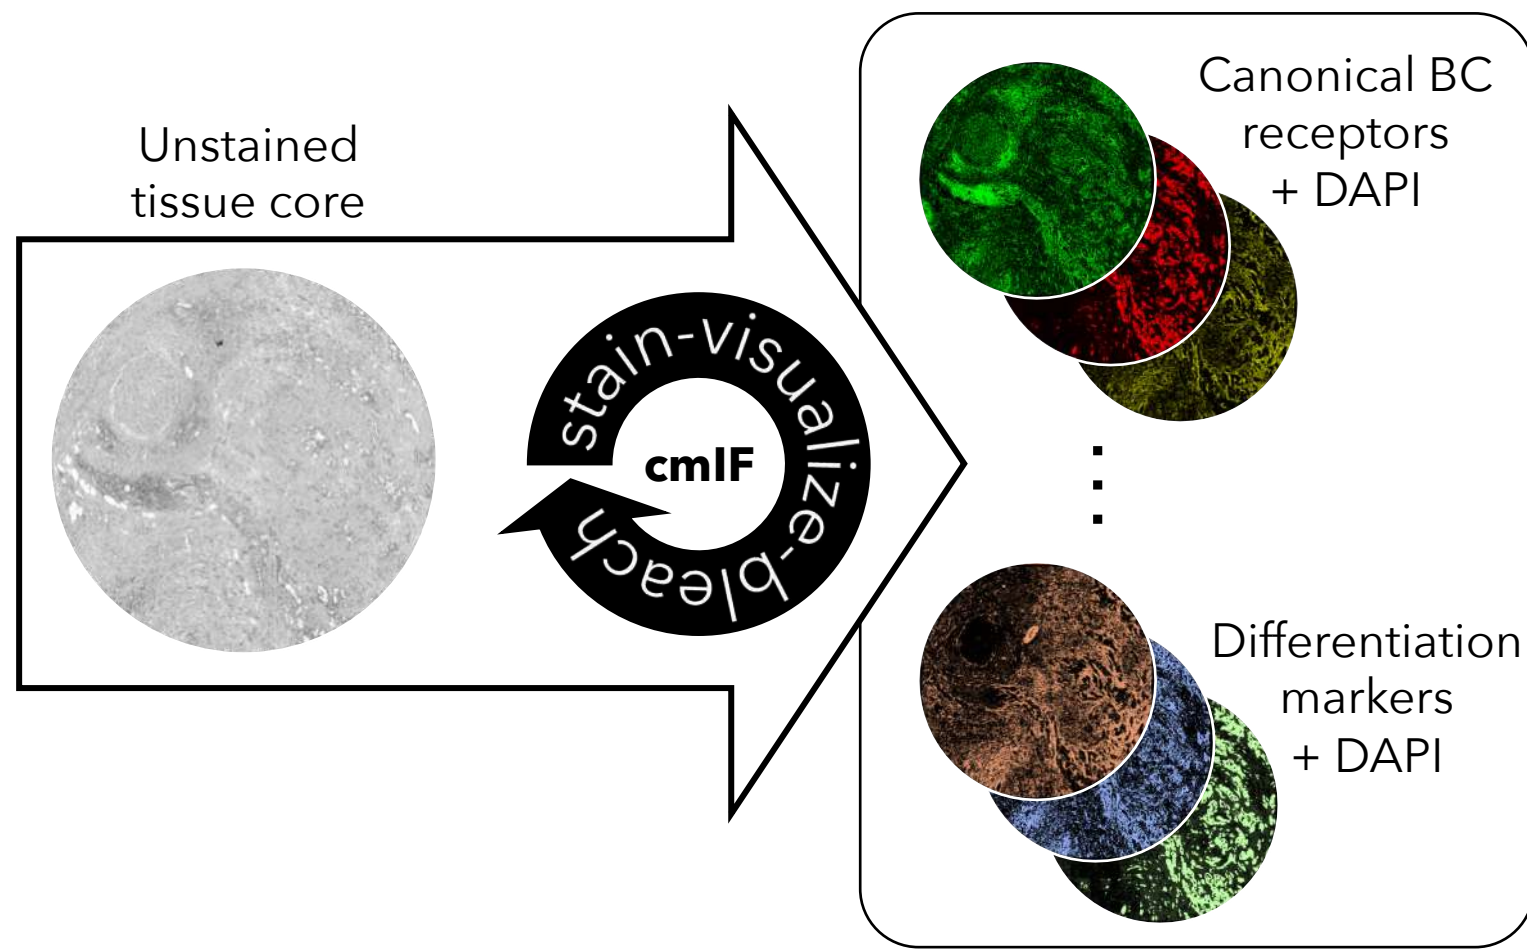 Unstained
tissue core
stain-visualize-bleach
cmIF
Canonical BC
receptors
+ DAPI
Differentiation
markers
+ DAPI